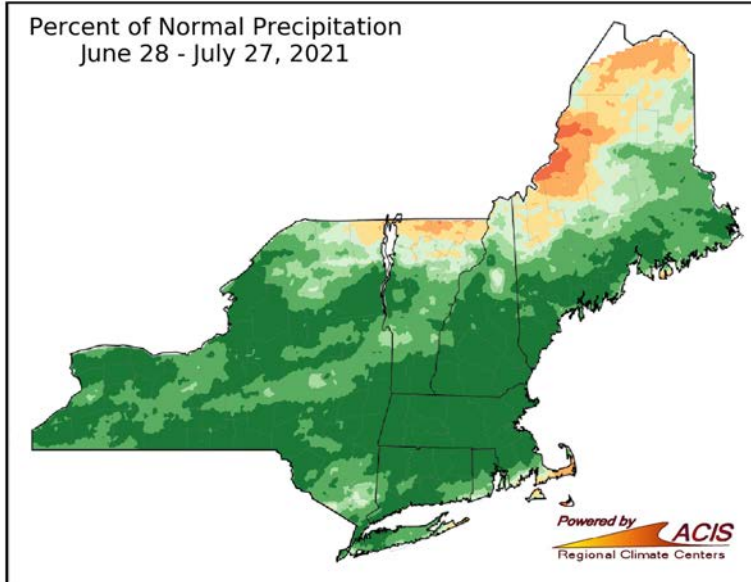 Percent of Normal Precipitation
June 28 - July 27, 2021
Powered by
ACIS
Regional Climate Centers